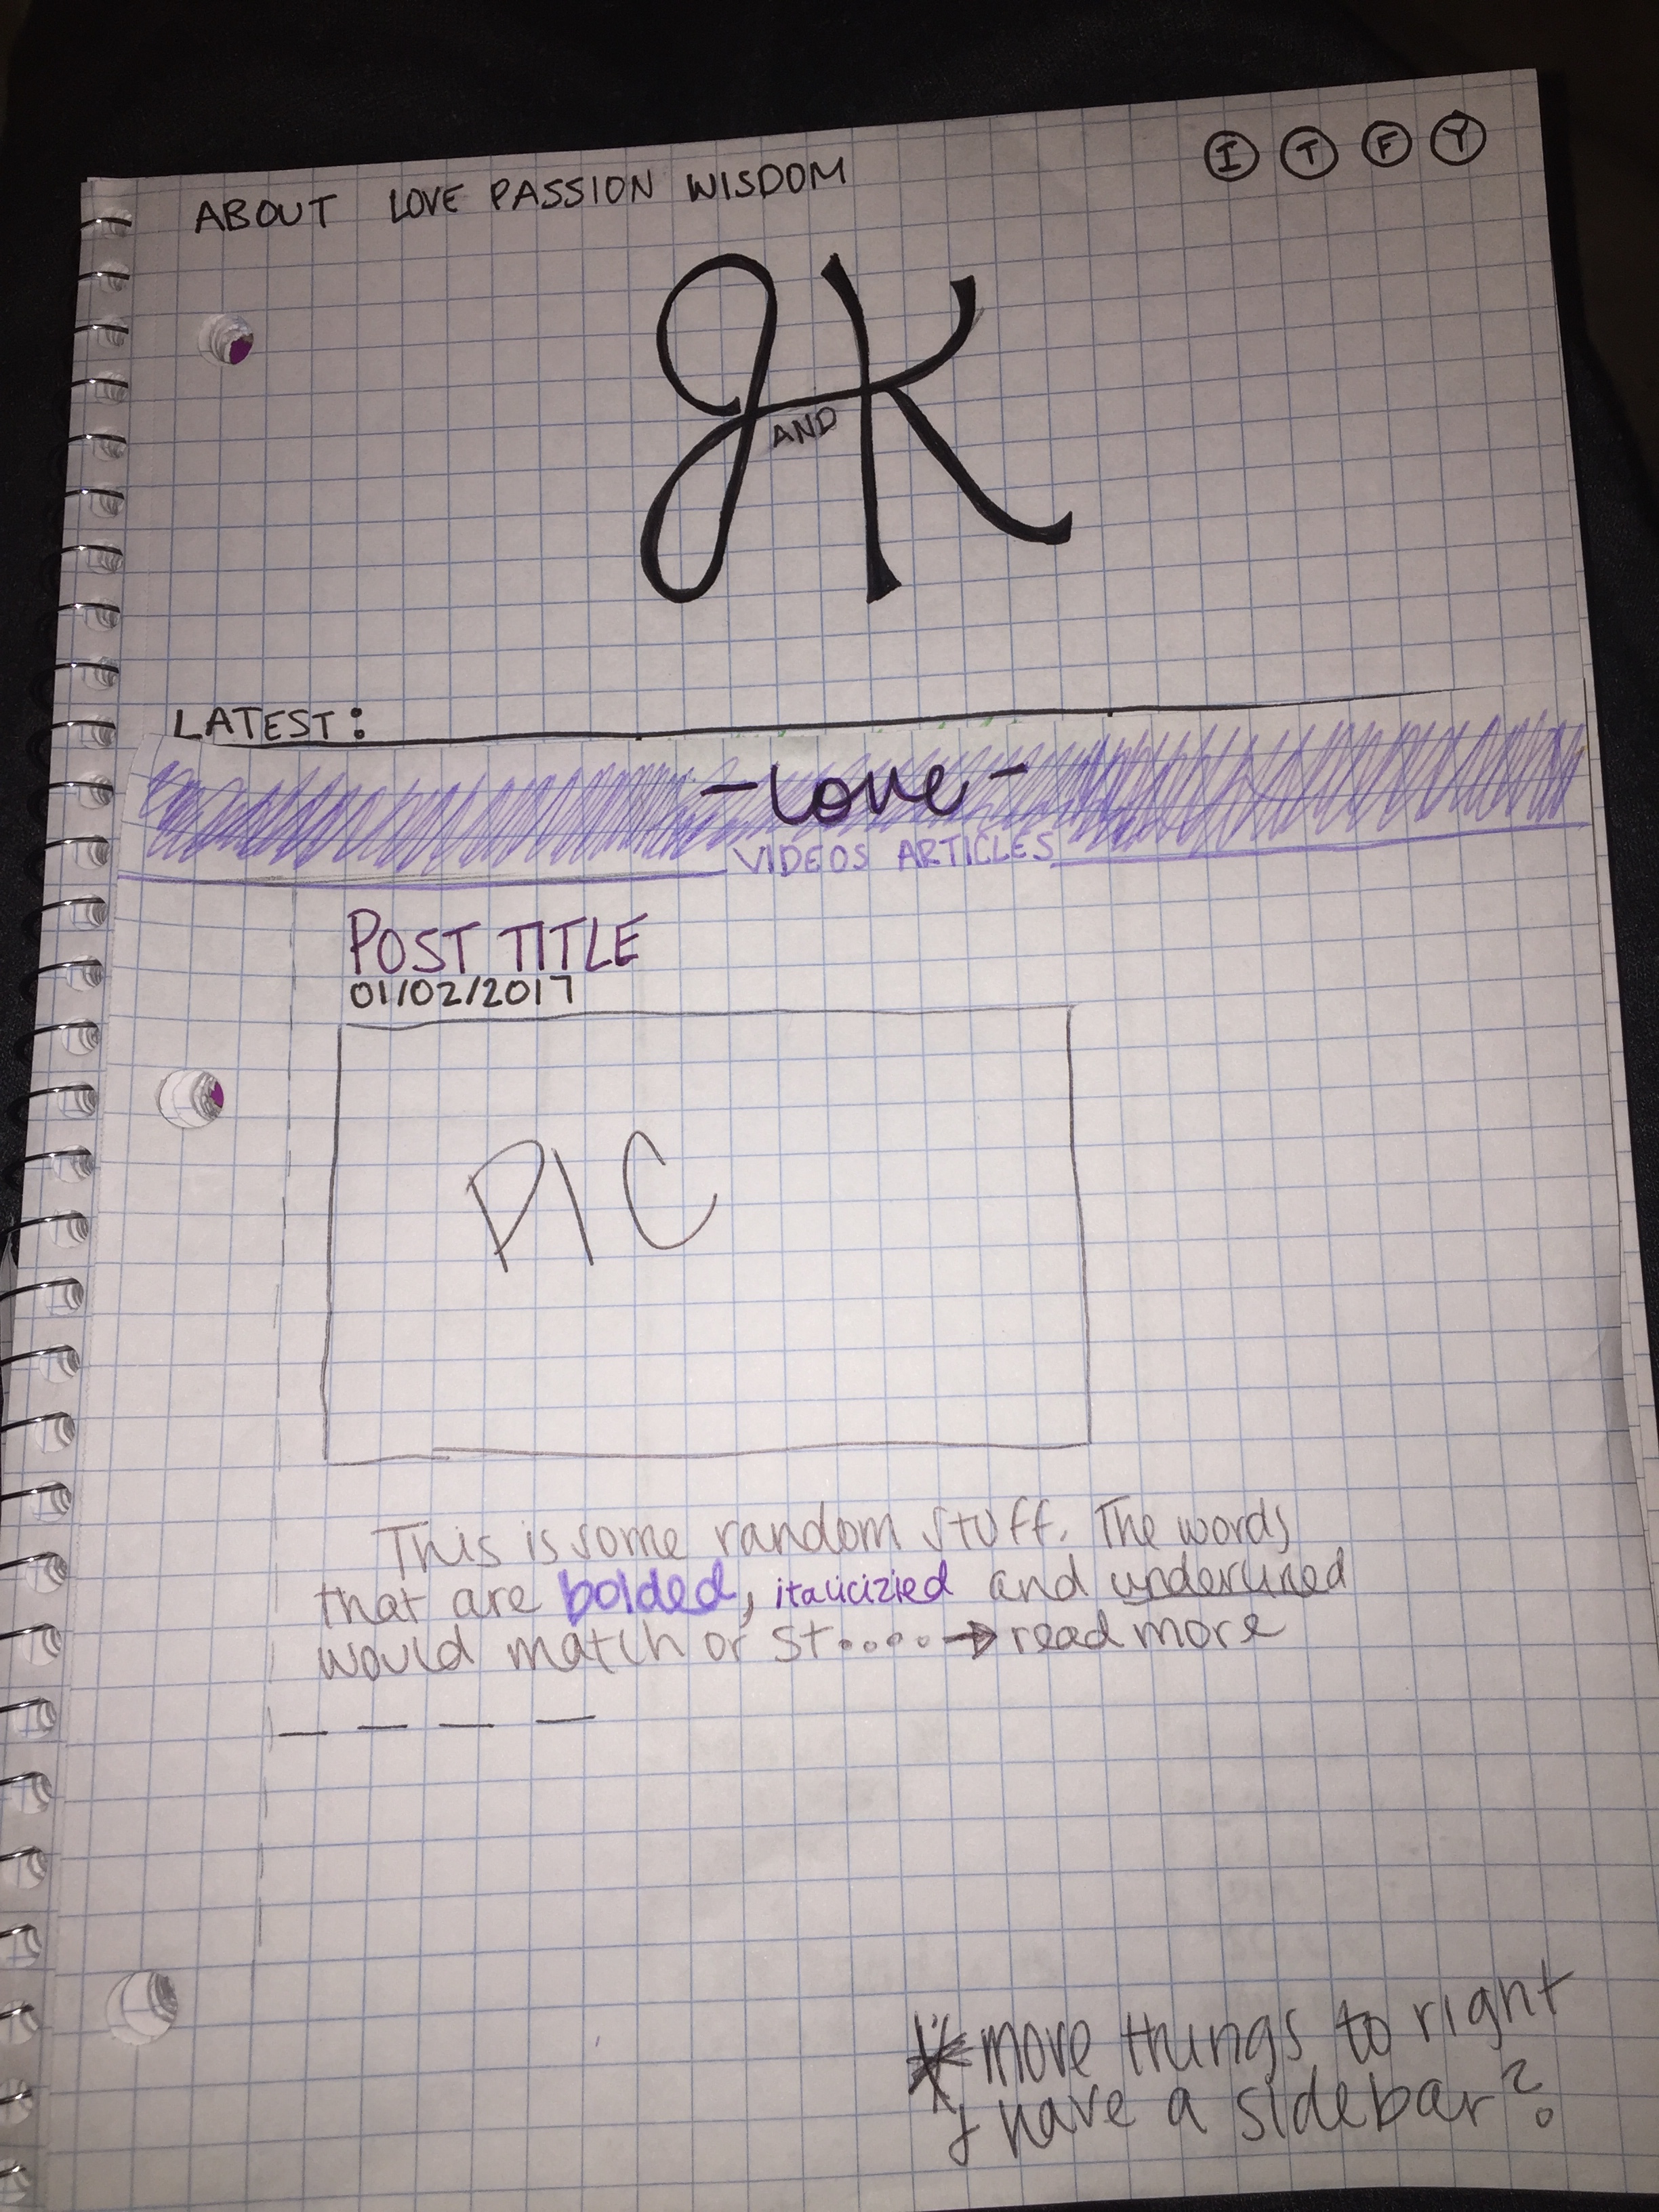 ABOUT LOVE PASSION WISDOM
I T F Y
J AND K
LATEST:
-Love-
VIDEOS ARTICLES
POST TITLE
01/02/2017
PIC
This is some random stuff. The words
that are bolded, italicizied and underlined
would match or st.....→ read more
* more things to right
& have a sidebar?